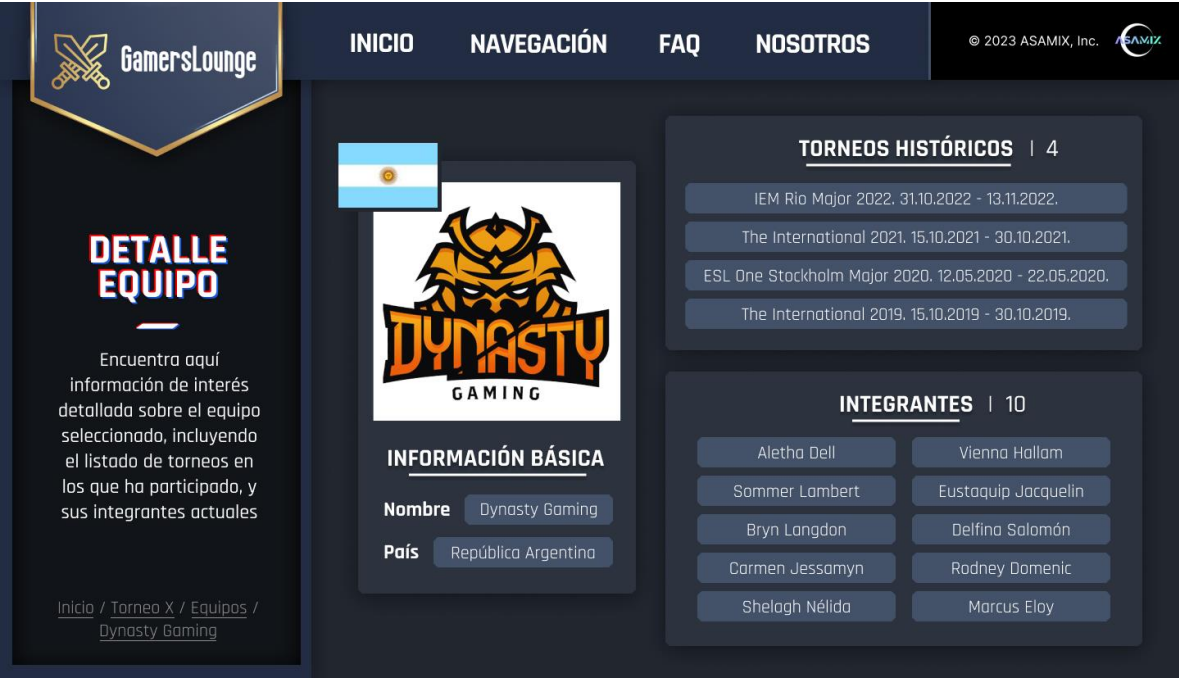 GamersLounge
INICIO
NAVEGACIÓN
FAQ
NOSOTROS
© 2023 ASAMIX, Inc.
ASAMIX
DETALLE
EQUIPO
Encuentra aquí
información de interés
detallada sobre el equipo
seleccionado, incluyendo
el listado de torneos en
los que ha participado, y
sus integrantes actuales
Inicio / Torneo X / Equipos /
Dynasty Gaming
DYNASTY
GAMING
INFORMACIÓN BÁSICA
Nombre Dynasty Gaming
País República Argentina
TORNEOS HISTÓRICOS | 4
IEM Rio Major 2022. 31.10.2022 - 13.11.2022.
The International 2021. 15.10.2021 - 30.10.2021.
ESL One Stockholm Major 2020. 12.05.2020 - 22.05.2020.
The International 2019. 15.10.2019 - 30.10.2019.
INTEGRANTES | 10
Aletha Dell Vienna Hallam
Sommer Lambert Eustaquip Jacquelin
Bryn Langdon Delfina Salomón
Carmen Jessamyn Rodney Domenic
Shelagh Nélida Marcus Eloy